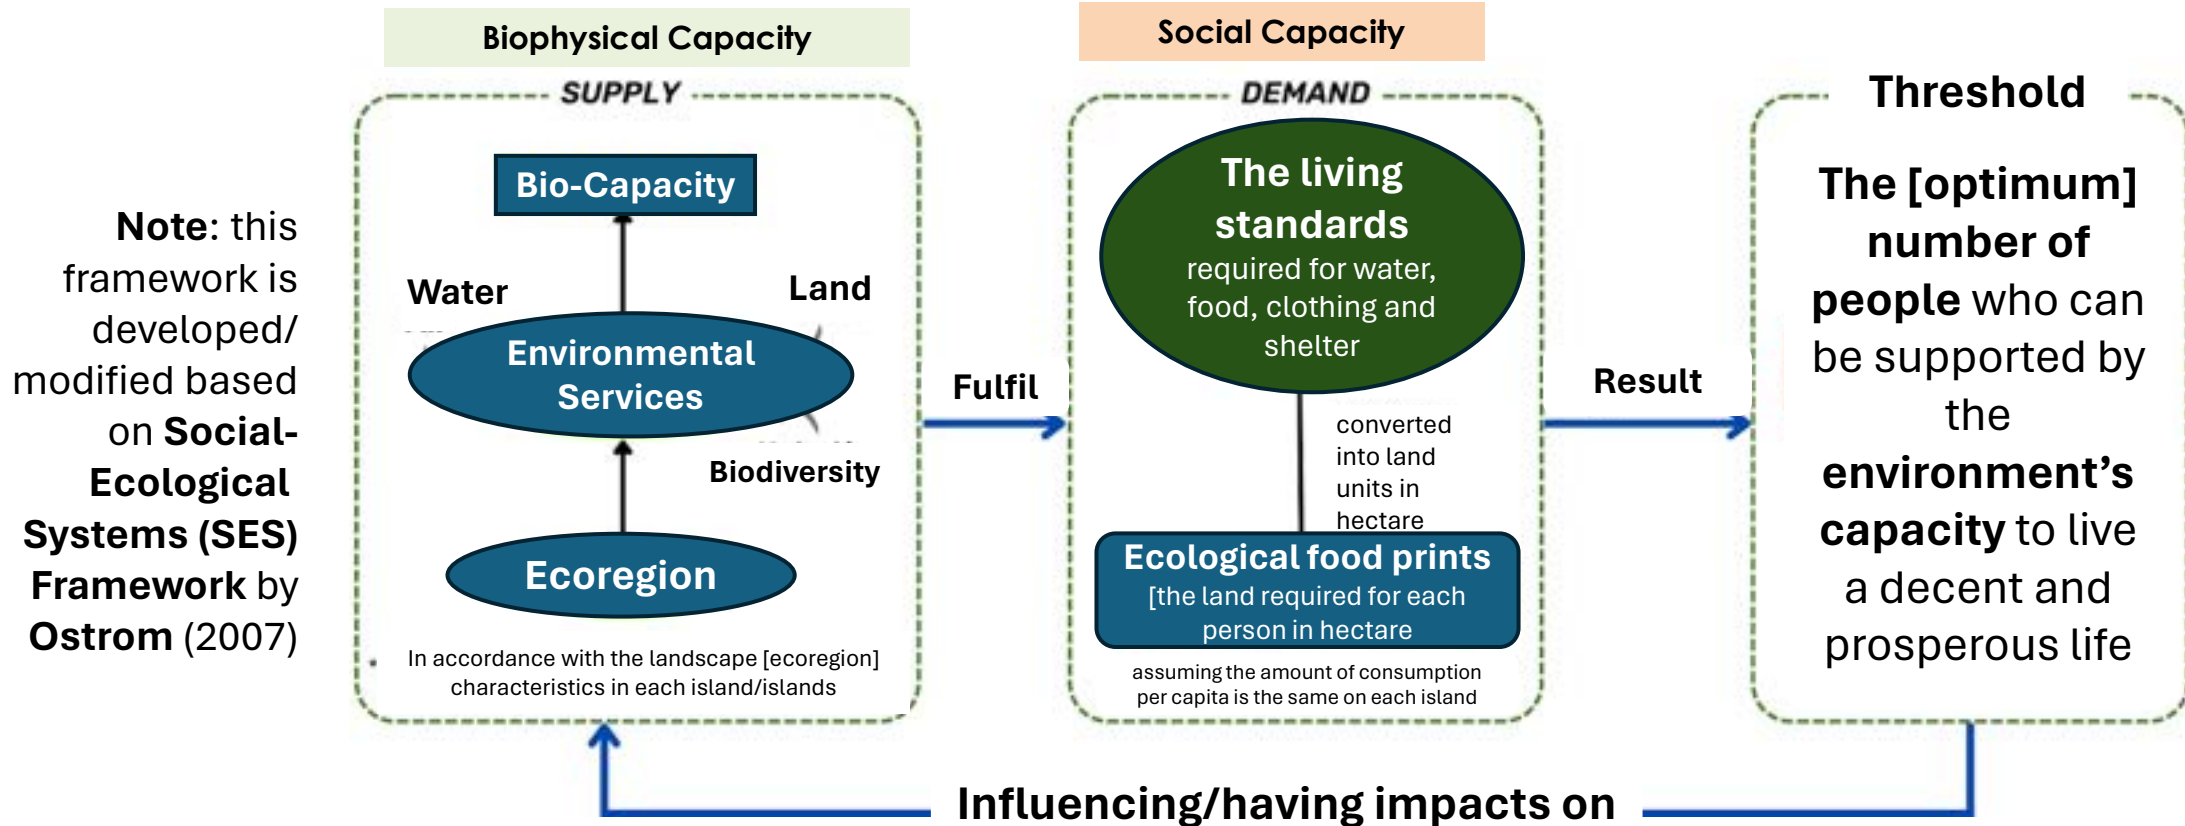 Biophysical Capacity
Social Capacity
Note: this
framework is
developed/
modified based
on Social-
Ecological
Systems (SES)
Framework by
Ostrom (2007)
SUPPLY
Bio-Capacity
Water
Land
Environmental
Services
Biodiversity
Ecoregion
In accordance with the landscape [ecoregion]
characteristics in each island/islands
Fulfil
DEMAND
The living
standards
required for water,
food, clothing and
shelter
converted
into land
units in
hectare
Ecological food prints
[the land required for each
person in hectare
assuming the amount of consumption
per capita is the same on each island
Result
Threshold
The [optimum]
number of
people who can
be supported by
the
environment’s
capacity to live
a decent and
prosperous life
Influencing/having impacts on